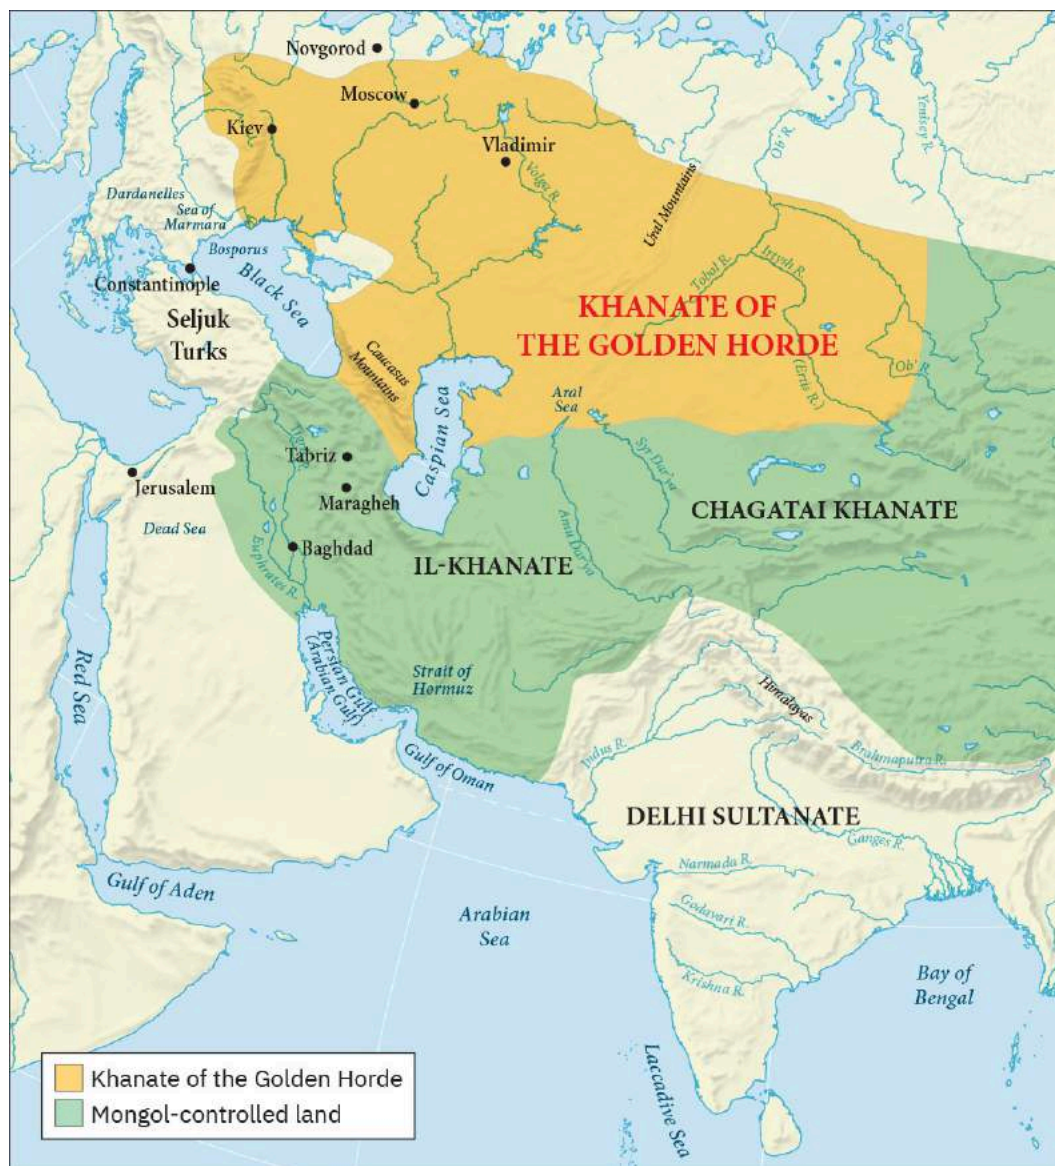 Novgorod
Moscow
Kiev
Vladimir
Volga R.
Ob' R.
Yenisey R.
Ural Mountains
Dardanelles
Sea of
Marmara
Bosporus
Constantinople
Black Sea
Seljuk
Turks
Caucasus
Mountains
Caspian Sea
Tobal R.
Irtysh R.
KHANATE OF
THE GOLDEN HORDE
(Ertis R.)
Ob' R.
Aral
Sea
Syr Dar'ya
Amu Darya
Tigris
Tabriz
Maragheh
Jerusalem
Dead Sea
Baghdad
Euphrates R.
IL-KHANATE
CHAGATAI KHANATE
Red Sea
Persian Gulf
(Arabian Gulf)
Strait of
Hormuz
Gulf of Oman
Himalayas
Indus R.
Brahmaputra R.
DELHI SULTANATE
Ganges R.
Narmada R.
Godavari R.
Krishna R.
Gulf of Aden
Arabian
Sea
Bay of
Bengal
Laccadive Sea
Khanate of the Golden Horde
Mongol-controlled land